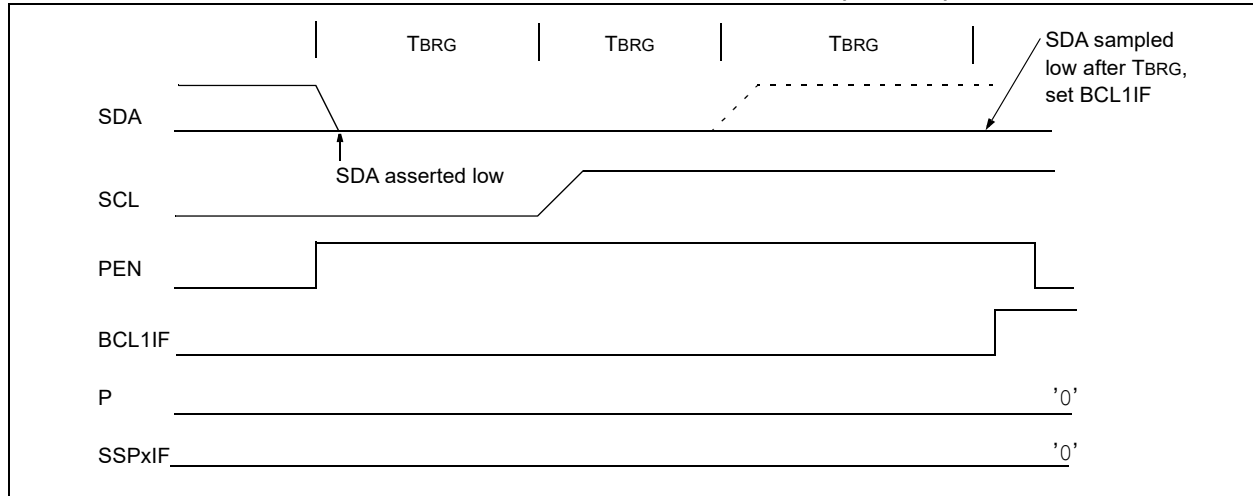 TBRG TBRG TBRG
SDA sampled
low after TBRG,
set BCL1IF
SDA
SDA asserted low
SCL
PEN
BCL1IF
P '0'
SSPxIF '0'